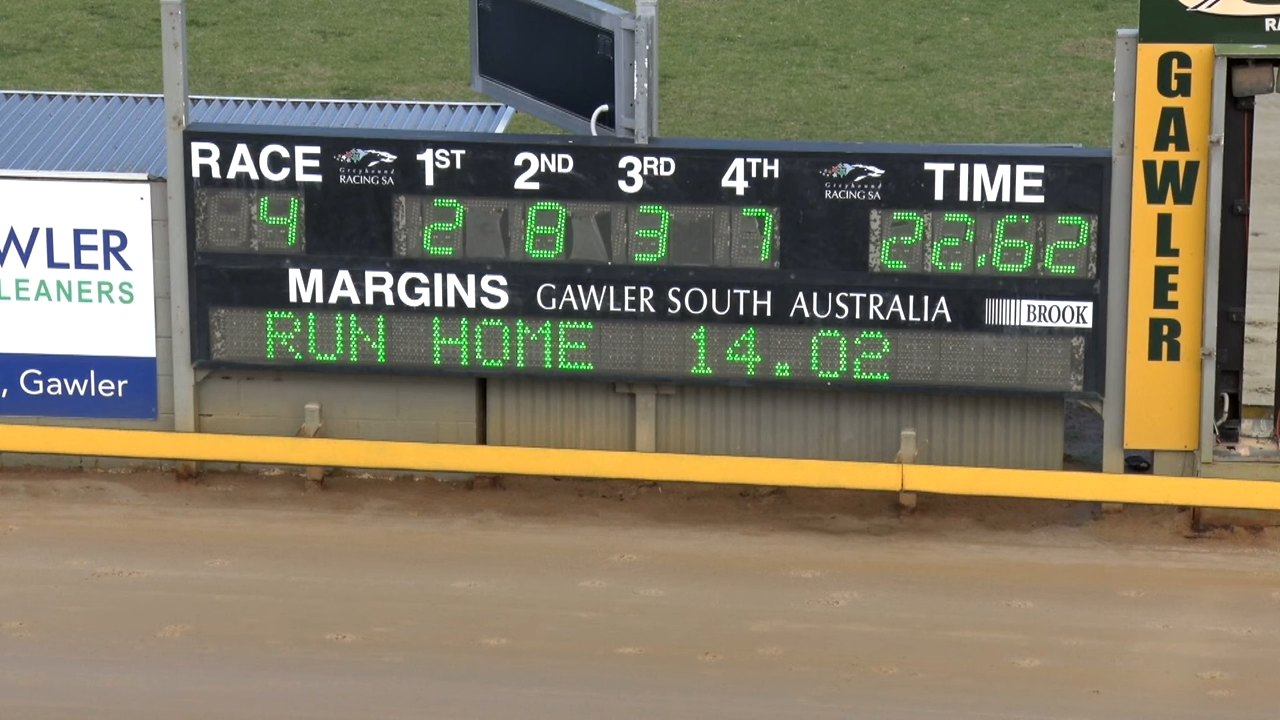 RA
GAWLER
RACE Greyhound RACING SA 1ST 2ND 3RD 4TH Greyhound RACING SA TIME
4 2 8 3 7 22.62
MARGINS GAWLER SOUTH AUSTRALIA BROOK
RUN HOME 14.02
WLER
LEANERS
, Gawler